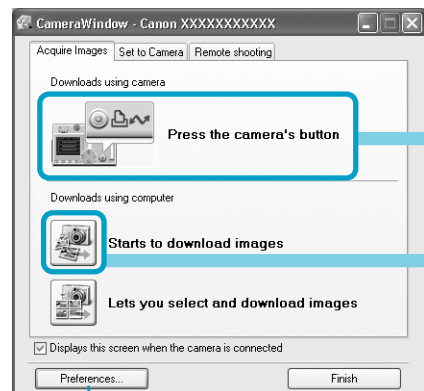 CameraWindow - Canon XXXXXXXXXXX
Acquire Images Set to Camera Remote shooting
Downloads using camera
Press the camera's button
Downloads using computer
Starts to download images
Lets you select and download images
Displays this screen when the camera is connected
Preferences... Finish